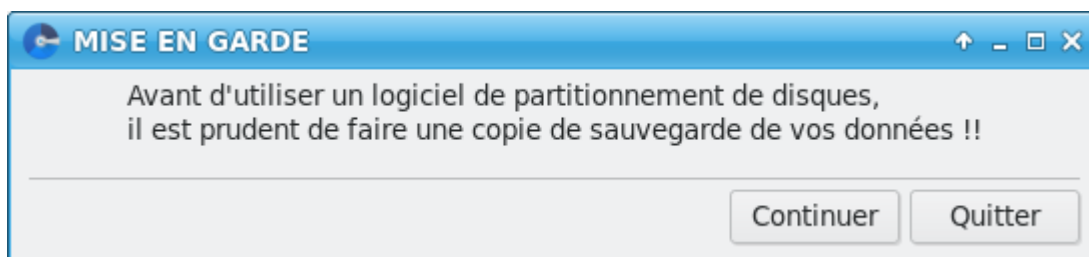 MISE EN GARDE
Avant d'utiliser un logiciel de partitionnement de disques,
il est prudent de faire une copie de sauvegarde de vos données !!
Continuer Quitter